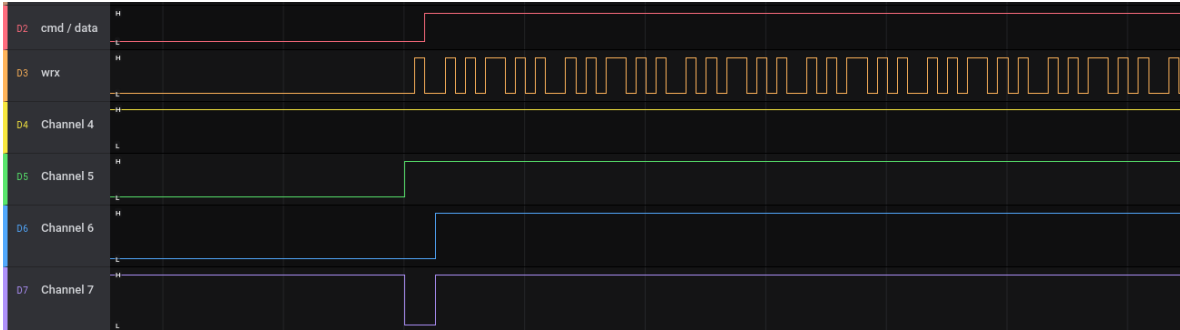 D2 cmd / data H L
D3 wrx H L
D4 Channel 4 H L
D5 Channel 5 H L
D6 Channel 6 H L
D7 Channel 7 H L